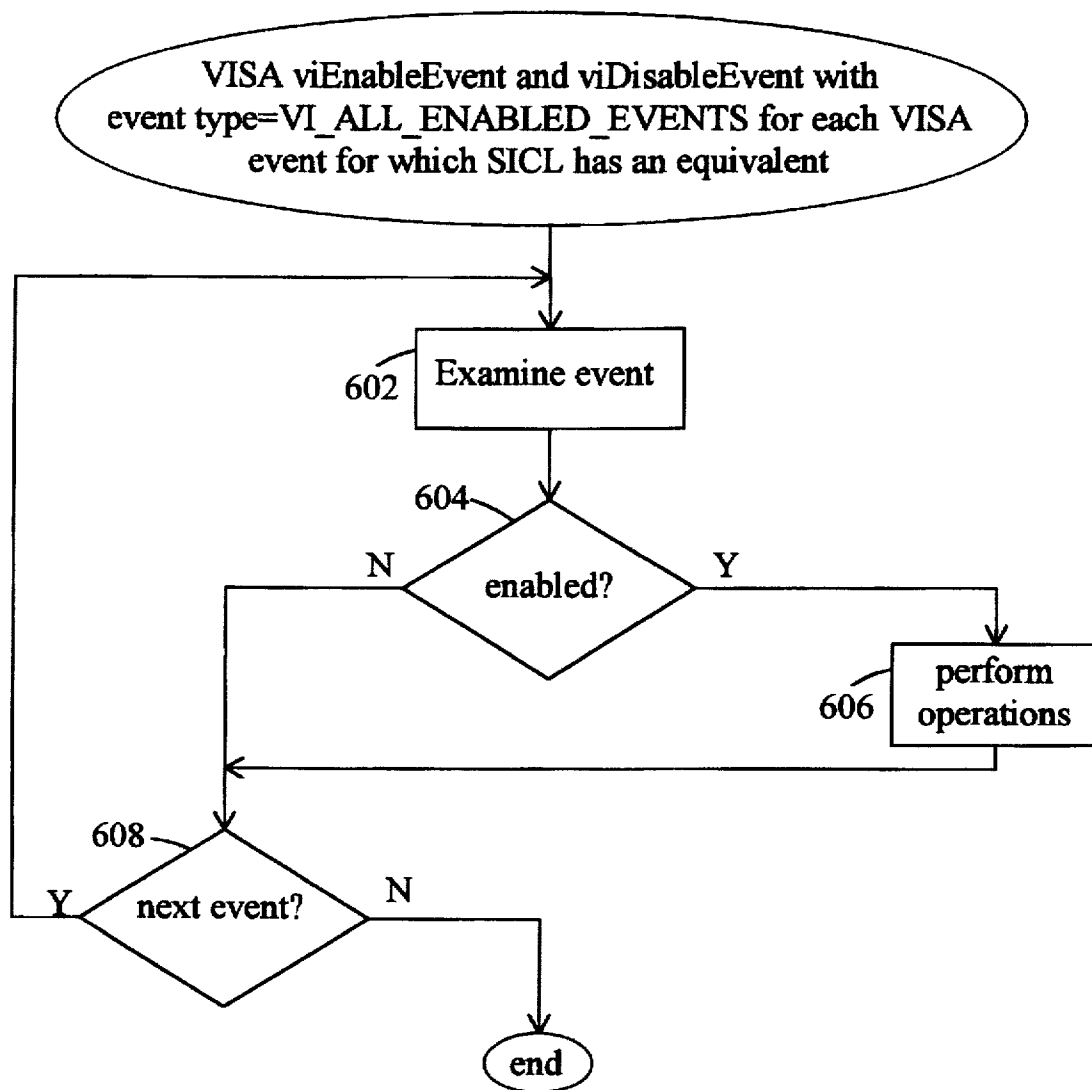 VISA viEnableEvent and viDisableEvent with
event type=VI_ALL_ENABLED_EVENTS for each VISA
event for which SICL has an equivalent
602
Examine event
604
N
enabled?
Y
606
perform
operations
608
Y
next event?
N
end